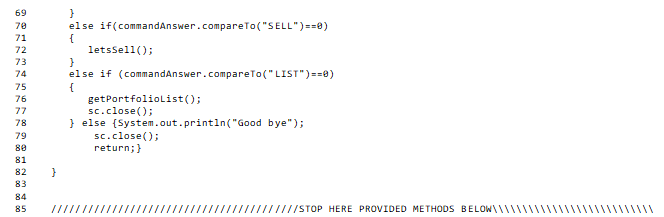 69        }
70        else if(commandAnswer.compareTo("SELL")==0)
71        {
72           letsSell();
73        }
74        else if (commandAnswer.compareTo("LIST")==0)
75        {
76           getPortfolioList();
77           sc.close();
78        } else {System.out.println("Good bye");
79            sc.close();
80            return;}
81
82     }
83
84
85     ////////////////////////////////////////STOP HERE PROVIDED METHODS BELOW\\\\\\\\\\\\\\\\\\\\\\\\\\